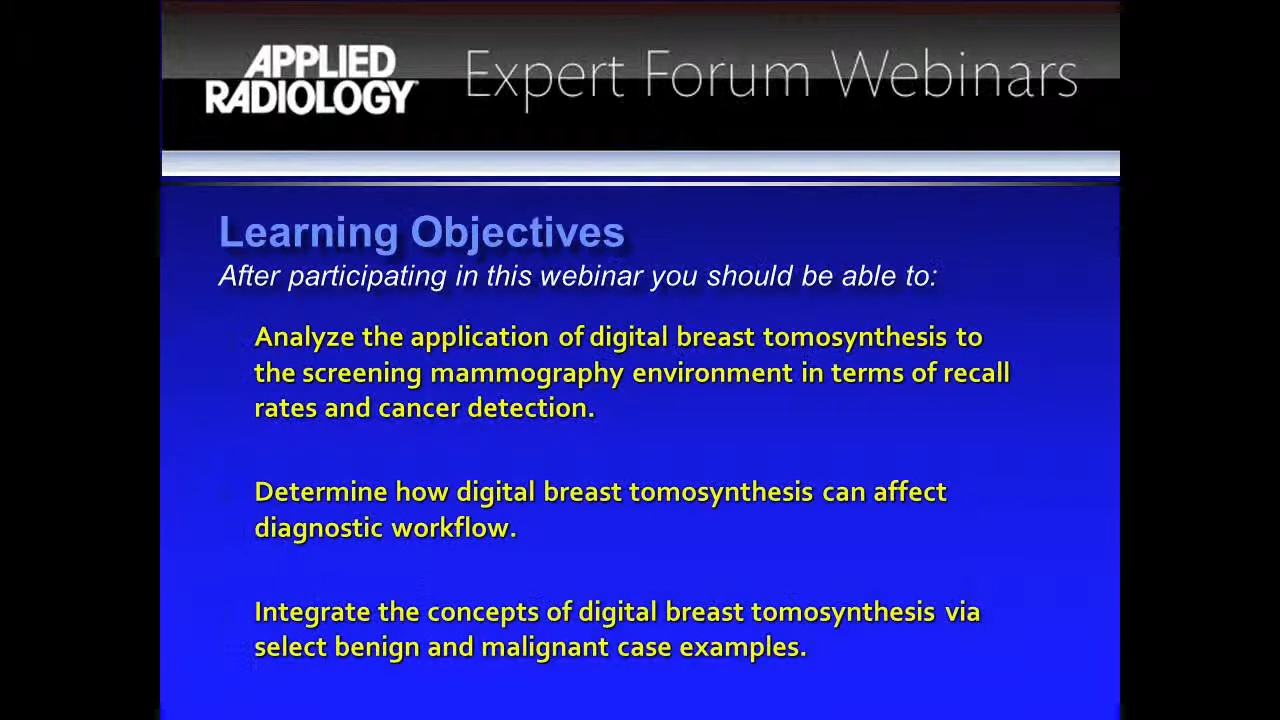 APPLIED
RADIOLOGY
Expert Forum Webinars
Learning Objectives
After participating in this webinar you should be able to:
Analyze the application of digital breast tomosynthesis to
the screening mammography environment in terms of recall
rates and cancer detection.
Determine how digital breast tomosynthesis can affect
diagnostic workflow.
Integrate the concepts of digital breast tomosynthesis via
select benign and malignant case examples.